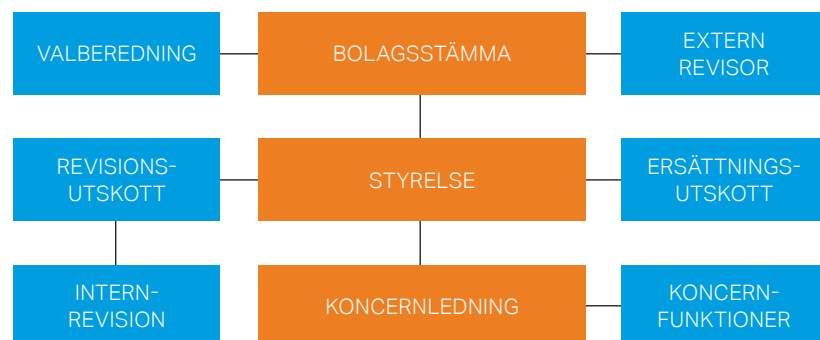 VALBEREDNING
BOLAGSSTÄMMA
EXTERN
REVISOR
REVISIONS-
UTSKOTT
STYRELSE
ERSÄTTNINGS-
UTSKOTT
INTERN-
REVISION
KONCERNLEDNING
KONCERN-
FUNKTIONER